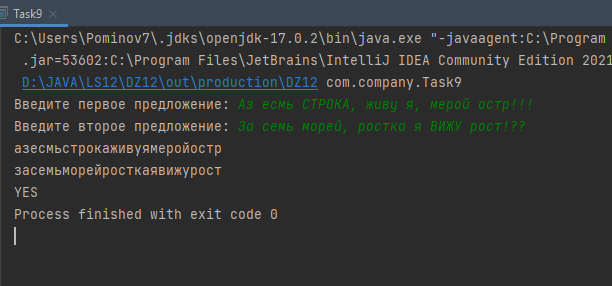 Task9
C:\Users\Pominov7\.jdks\openjdk-17.0.2\bin\java.exe "-javaagent:C:\Program
.jar=53602:C:\Program Files\JetBrains\IntelliJ IDEA Community Edition 2021
D:\JAVA\LS12\DZ12\out\production\DZ12 com.company.Task9
Введите первое предложение: Аз есмь СТРОКА, живу я, мерой остр!!!
Введите второе предложение: За семь морей, ростка я ВИЖУ рост!??
азесмьстрокаживуямеройостр
засемьморейросткаявижурост
YES
Process finished with exit code 0